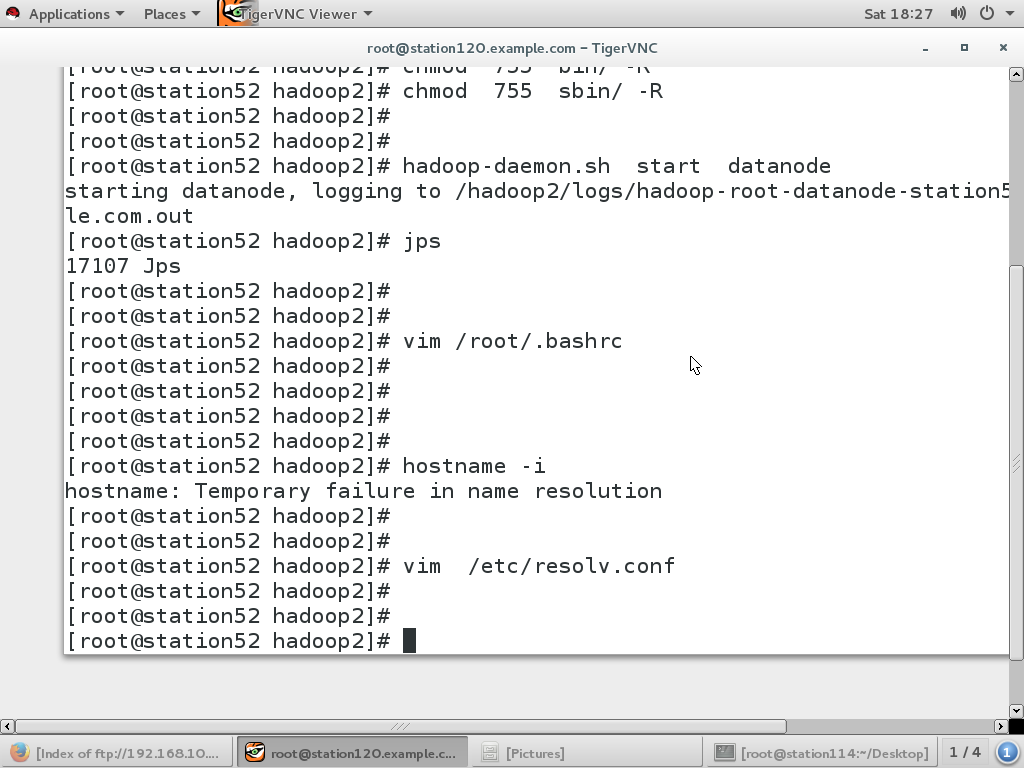 Applications Places TigerVNC Viewer Sat 18:27
root@station120.example.com – TigerVNC
[root@station52 hadoop2]# chmod  755  bin/ -R
[root@station52 hadoop2]# chmod  755  sbin/ -R
[root@station52 hadoop2]#
[root@station52 hadoop2]#
[root@station52 hadoop2]# hadoop-daemon.sh  start  datanode
starting datanode, logging to /hadoop2/logs/hadoop-root-datanode-station5
le.com.out
[root@station52 hadoop2]# jps
17107 Jps
[root@station52 hadoop2]#
[root@station52 hadoop2]#
[root@station52 hadoop2]# vim /root/.bashrc
[root@station52 hadoop2]#
[root@station52 hadoop2]#
[root@station52 hadoop2]#
[root@station52 hadoop2]#
[root@station52 hadoop2]# hostname -i
hostname: Temporary failure in name resolution
[root@station52 hadoop2]#
[root@station52 hadoop2]#
[root@station52 hadoop2]# vim  /etc/resolv.conf
[root@station52 hadoop2]#
[root@station52 hadoop2]#
[root@station52 hadoop2]#
[Index of ftp://192.168.10.... root@station120.example.c... [Pictures] [root@station114:~/Desktop] 1 / 4 1